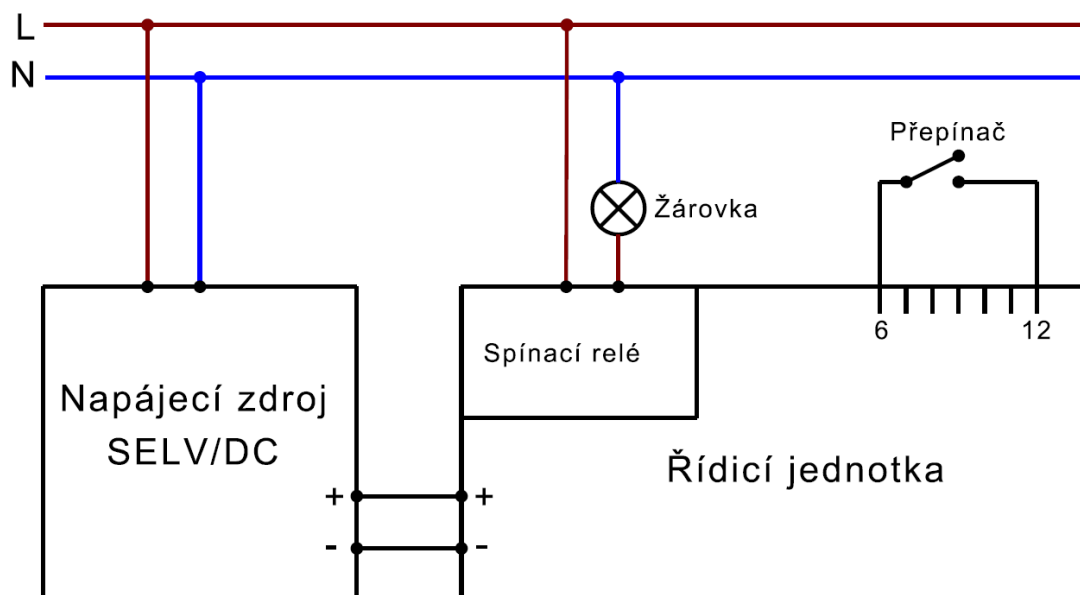 L
N
Přepínač
Žárovka
6
12
Spínací relé
Napájecí zdroj
SELV/DC
Řídicí jednotka
+
+
-
-